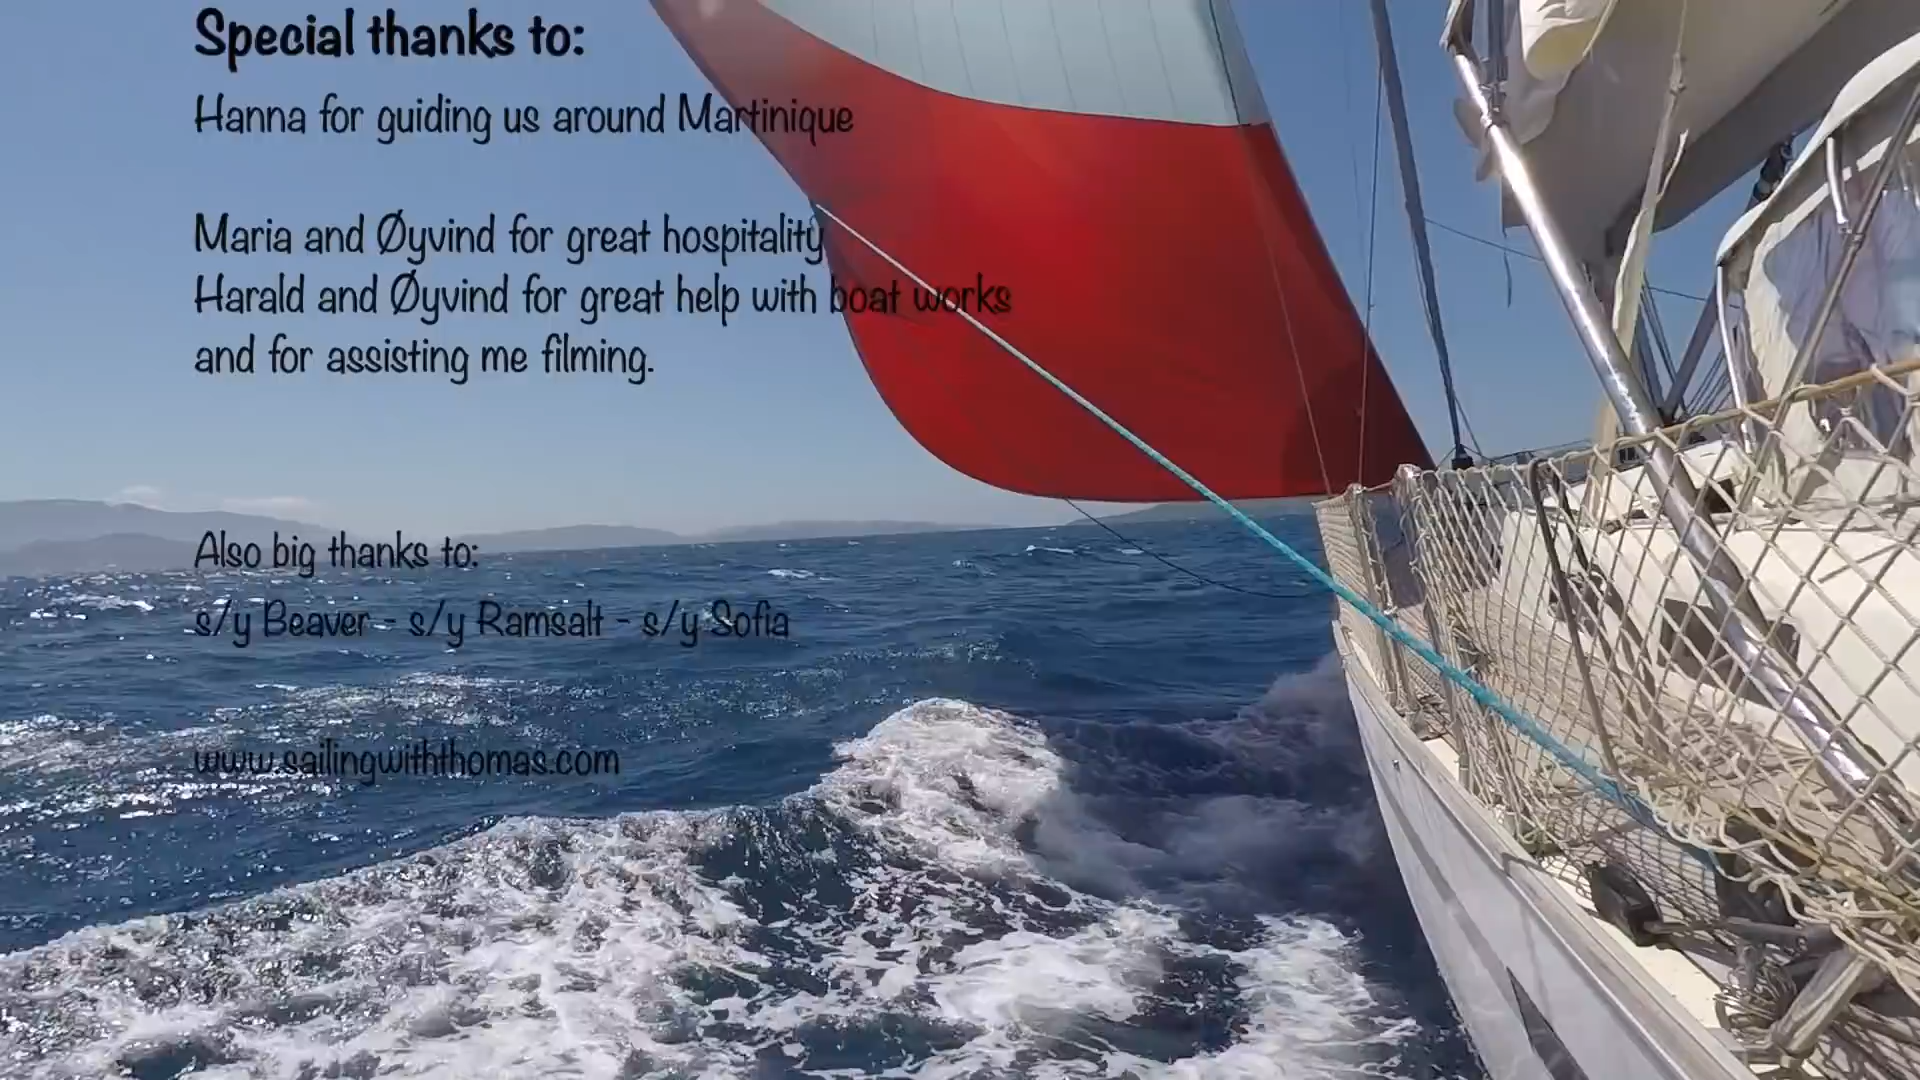 Special thanks to:
Hanna for guiding us around Martinique
Maria and Øyvind for great hospitality
Harald and Øyvind for great help with boat works
and for assisting me filming.
Also big thanks to:
s/y Beaver - s/y Ramsalt - s/y Sofia
www.sailingwiththomas.com